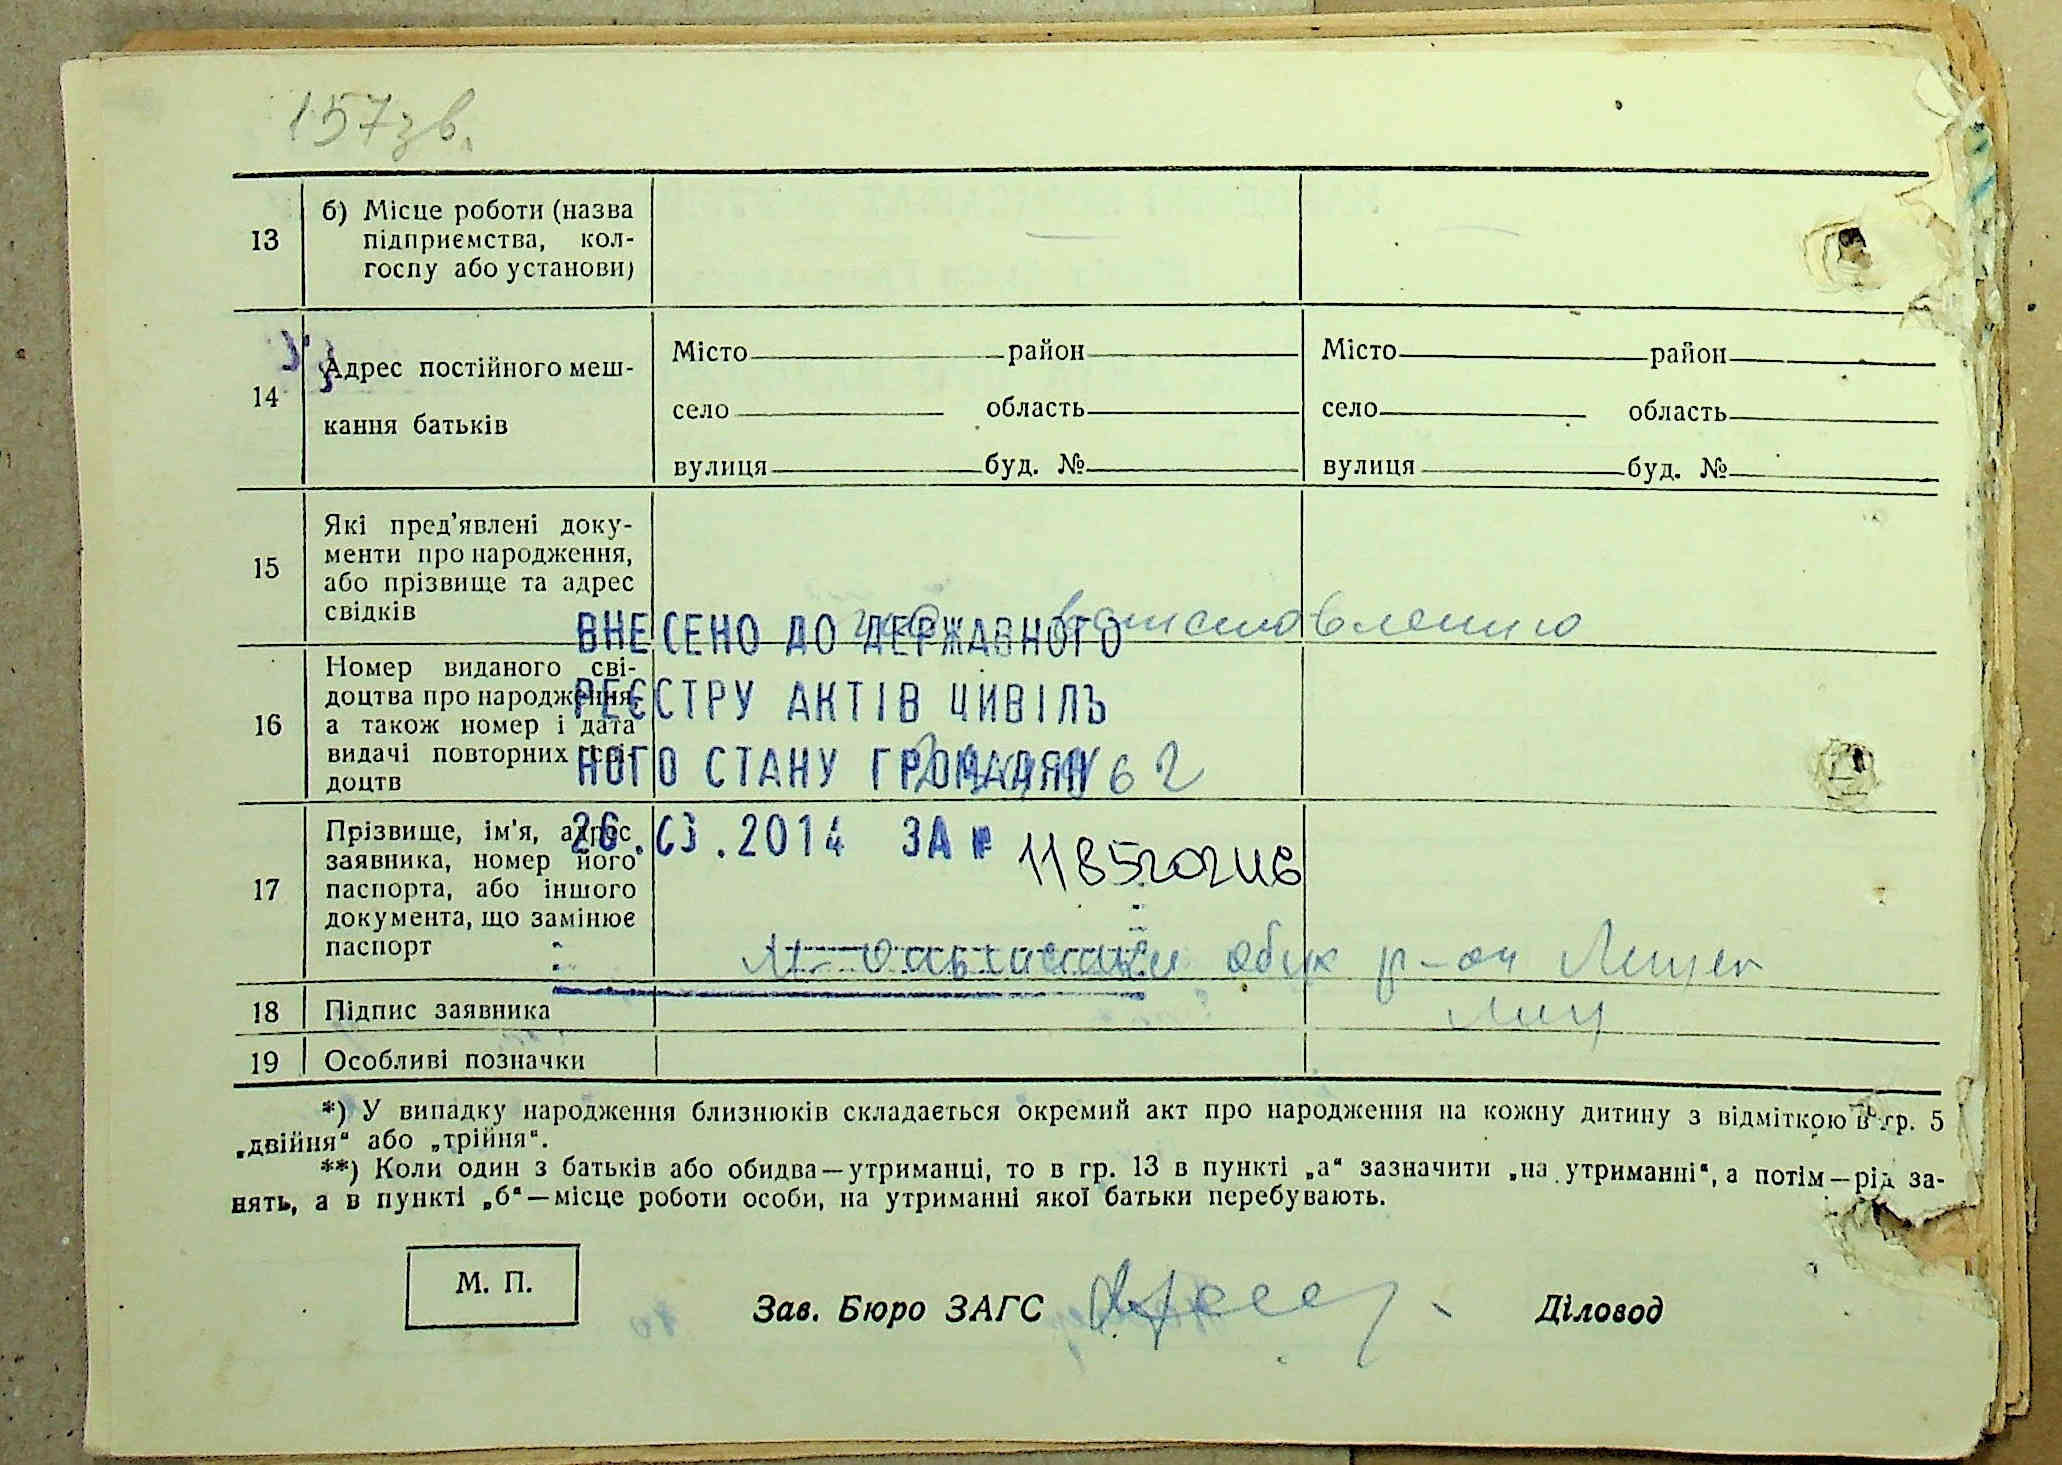 157зв.
13
б) Місце роботи (назва
підприємства, кол-
госпу або установи)
14
Адрес постійного меш-
кання батьків
Місто район
село область
вулиця буд. №
Місто район
село область
вулиця буд. №
15
Які пред'явлені доку-
менти про народження,
або прізвище та адрес
свідків
16
Номер виданого сві-
доцтва про народження,
а також номер і дата
видачі повторних сві-
доцтв
17
Прізвище, ім'я, адрес
заявника, номер його
паспорта, або іншого
документа, що замінює
паспорт
ВНЕСЕНО ДО ДЕРЖАВНОГО
РЕЄСТРУ АКТІВ ЦИВІЛЬ
НОГО СТАНУ ГРОМАДЯН
26.03.2014 ЗА №
р-он
18
Підпис заявника
19
Особливі позначки
*) У випадку народження близнюків складається окремий акт про народження на кожну дитину з відміткою в гр. 5
„двійня“ або „трійня“.
**) Коли один з батьків або обидва—утриманці, то в гр. 13 в пункті „а“ зазначити „на утриманні“, а потім—рід за-
нять, а в пункті „б“—місце роботи особи, на утриманні якої батьки перебувають.
М. П.
Зав. Бюро ЗАГС
Діловод